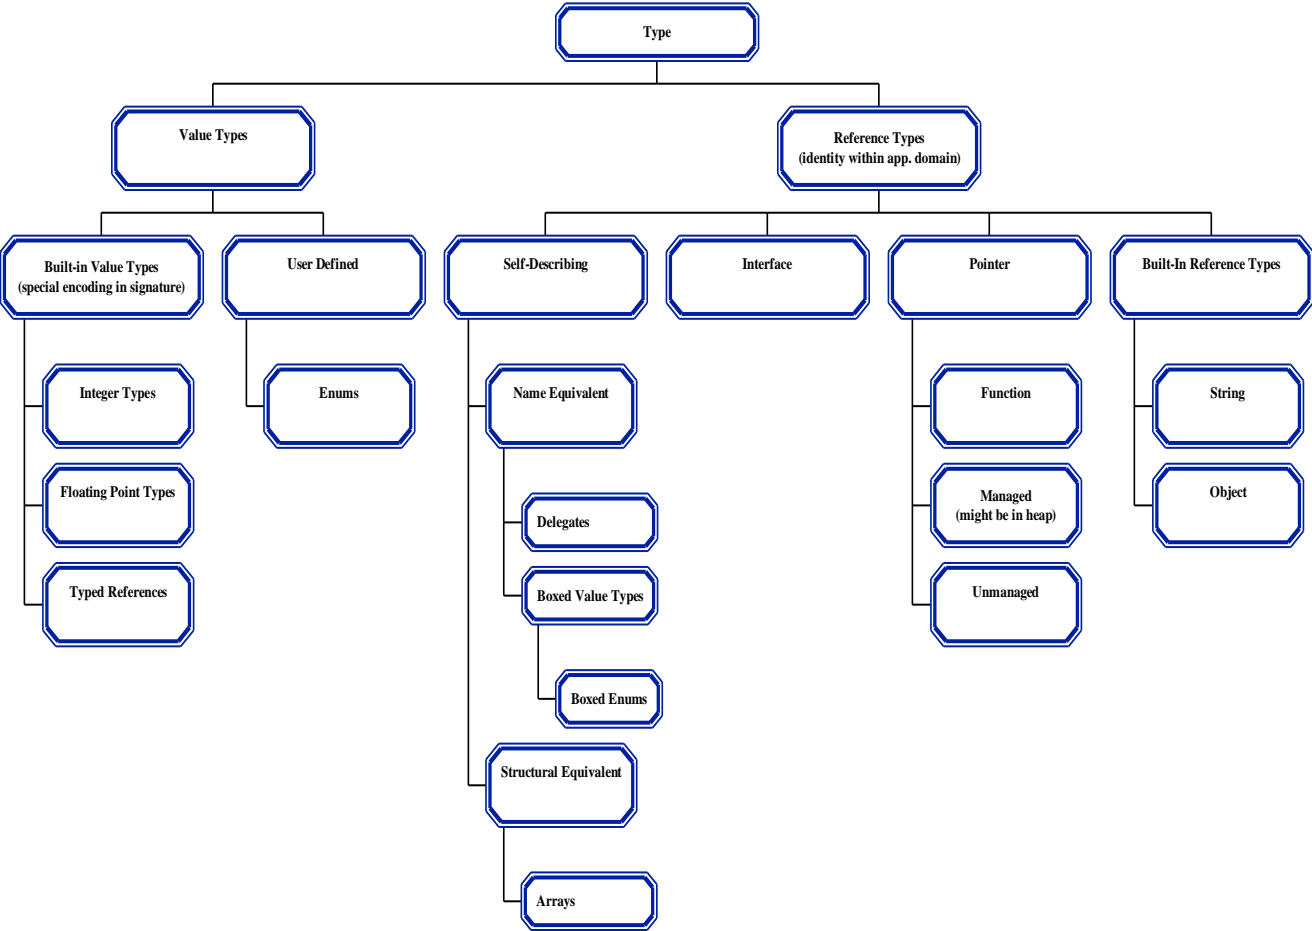 Type
Value Types
Reference Types
(identity within app. domain)
Built-in Value Types
(special encoding in signature)
User Defined
Self-Describing
Interface
Pointer
Built-In Reference Types
Integer Types
Enums
Name Equivalent
Function
String
Floating Point Types
Delegates
Managed
(might be in heap)
Object
Typed References
Boxed Value Types
Unmanaged
Boxed Enums
Structural Equivalent
Arrays